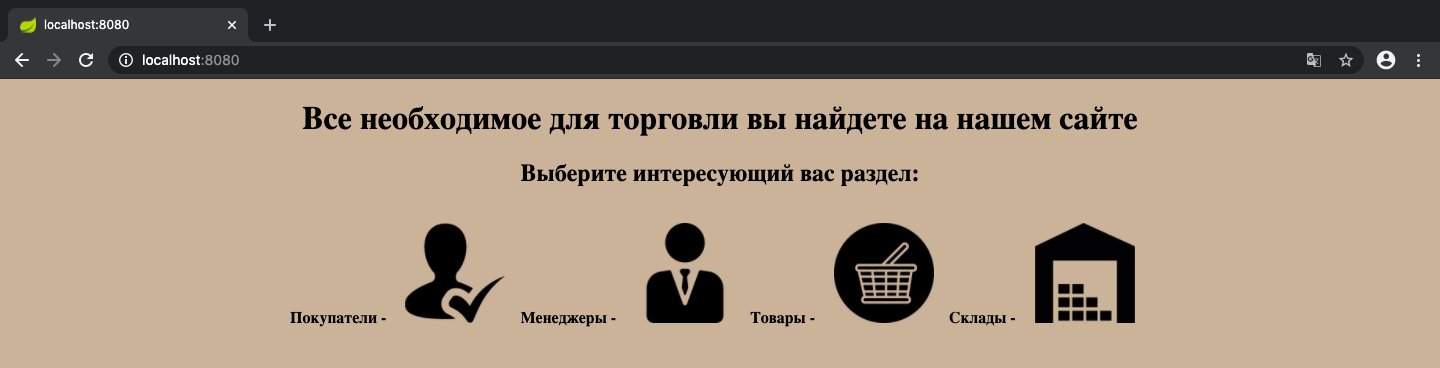 localhost:8080
localhost:8080
Все необходимое для торговли вы найдете на нашем сайте
Выберите интересующий вас раздел:
Покупатели - Менеджеры - Товары - Склады -